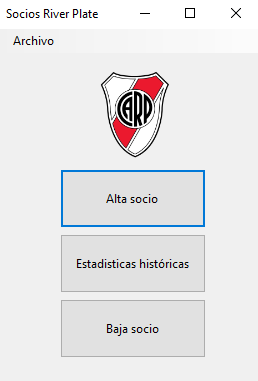 Socios River Plate
Archivo
CARP
Alta socio
Estadisticas históricas
Baja socio